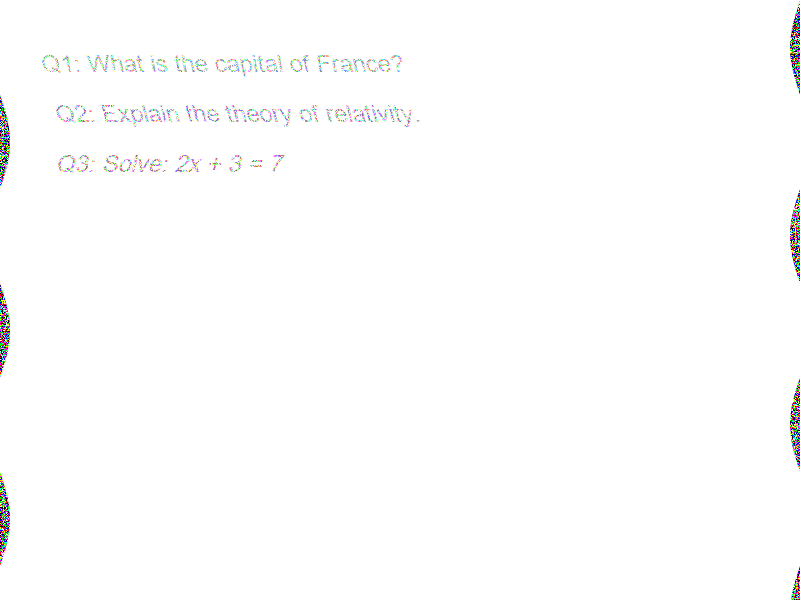 Q1: What is the capital of France?
Q2: Explain the theory of relativity.
Q3: Solve: 2x + 3 = 7